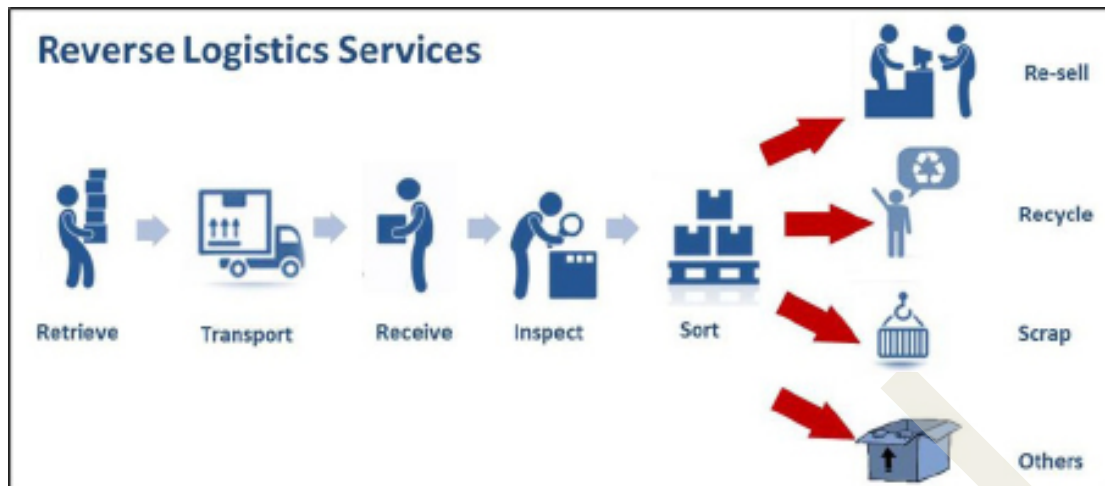 Reverse Logistics Services
Re-sell
Recycle
Retrieve
Transport
Receive
Inspect
Sort
Scrap
Others